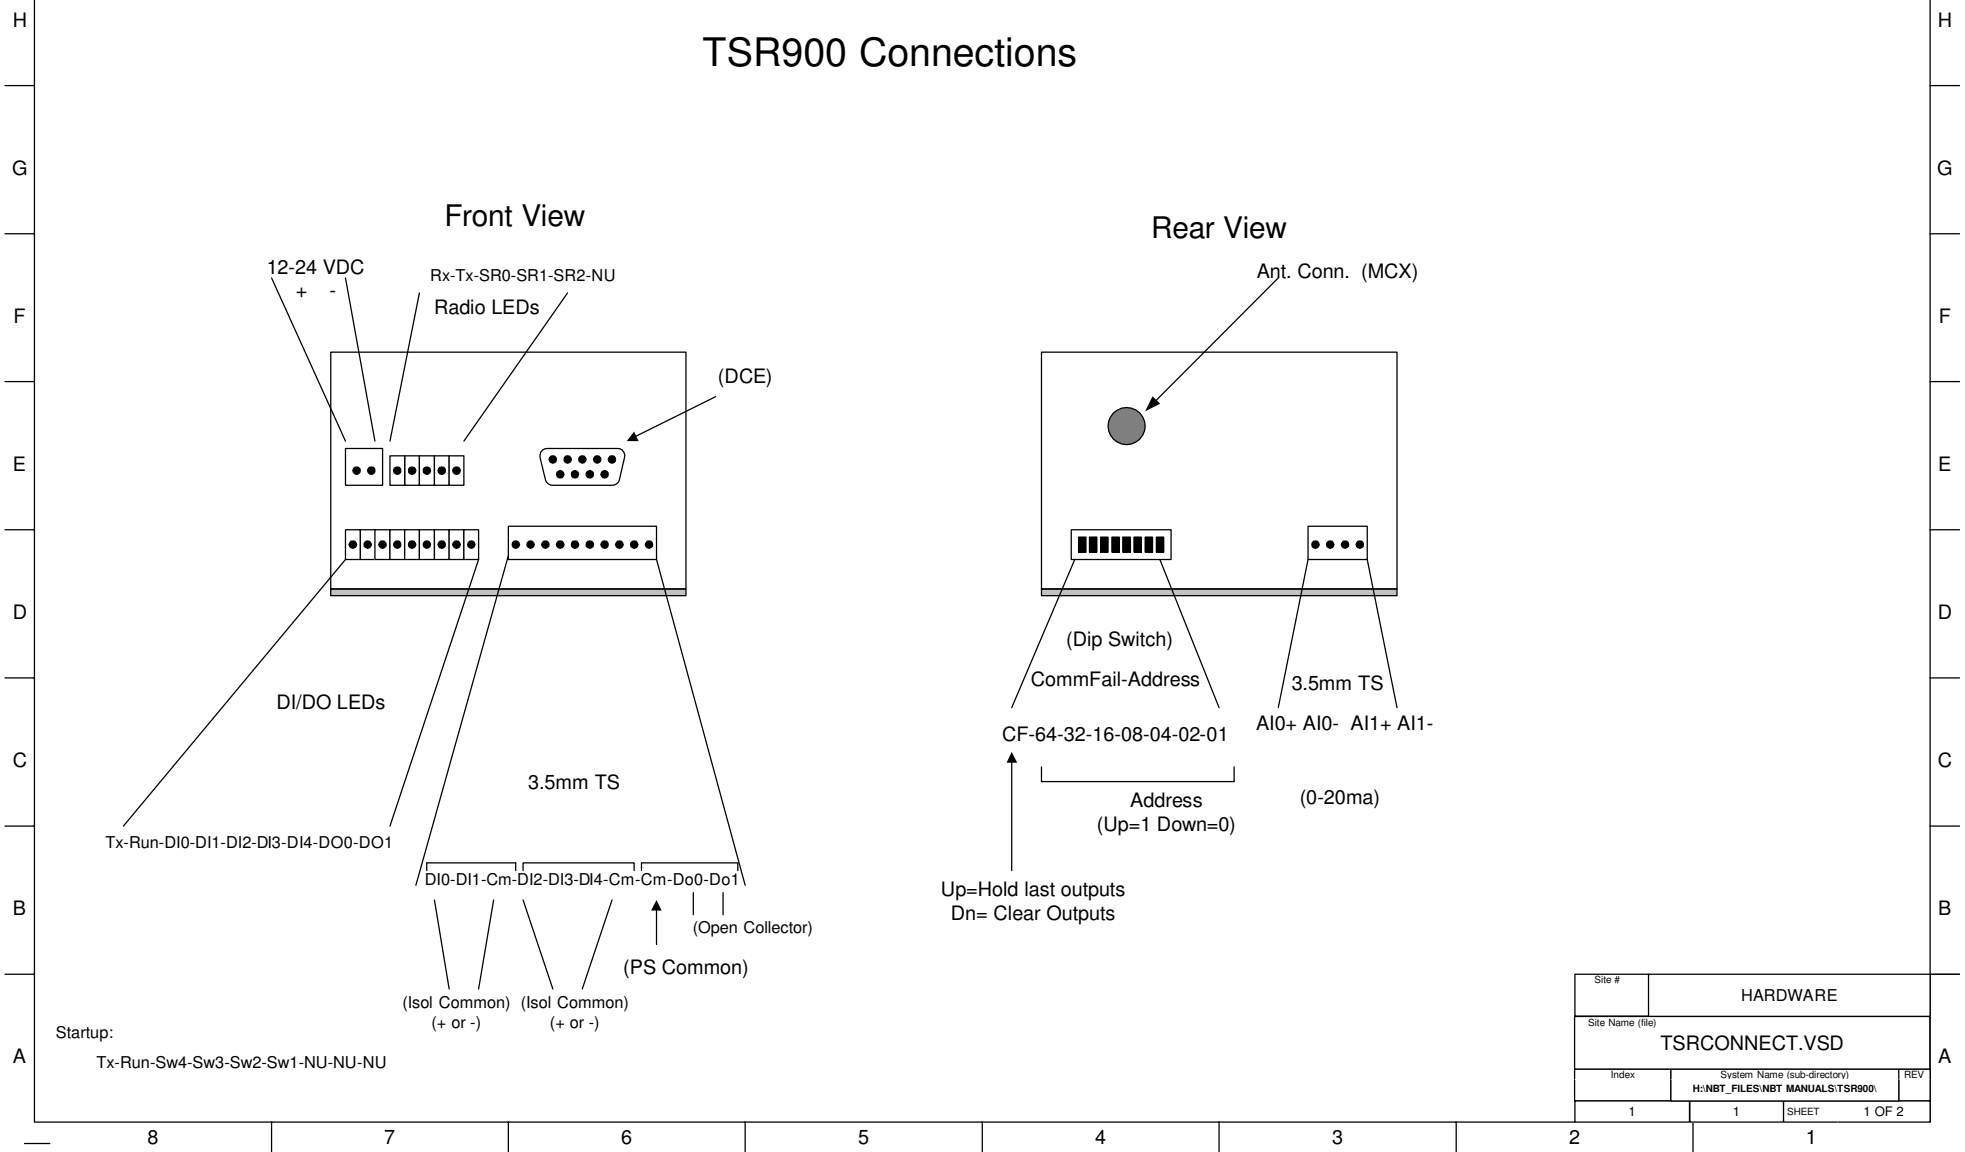 H
H
TSR900 Connections
G
G
Front View
Rear View
12-24 VDC
+ -
Rx-Tx-SR0-SR1-SR2-NU
Radio LEDs
Ant. Conn. (MCX)
F
F
(DCE)
E
E
D
D
(Dip Switch)
CommFail-Address
3.5mm TS
DI/DO LEDs
CF-64-32-16-08-04-02-01
AI0+ AI0- AI1+ AI1-
C
C
3.5mm TS
Address
(Up=1 Down=0)
(0-20ma)
Tx-Run-DI0-DI1-DI2-DI3-DI4-DO0-DO1
DI0-DI1-Cm-DI2-DI3-DI4-Cm-Cm-Do0-Do1
Up=Hold last outputs
Dn= Clear Outputs
B
B
(Open Collector)
(PS Common)
(Isol Common)
(+ or -)
(Isol Common)
(+ or -)
Startup:
Tx-Run-Sw4-Sw3-Sw2-Sw1-NU-NU-NU
A
A
Site #
HARDWARE
Site Name (file)
TSRCONNECT.VSD
Index
System Name (sub-directory)
REV
H:\NBT_FILES\NBT MANUALS\TSR900\
1
1
SHEET
1 OF 2
8
7
6
5
4
3
2
1